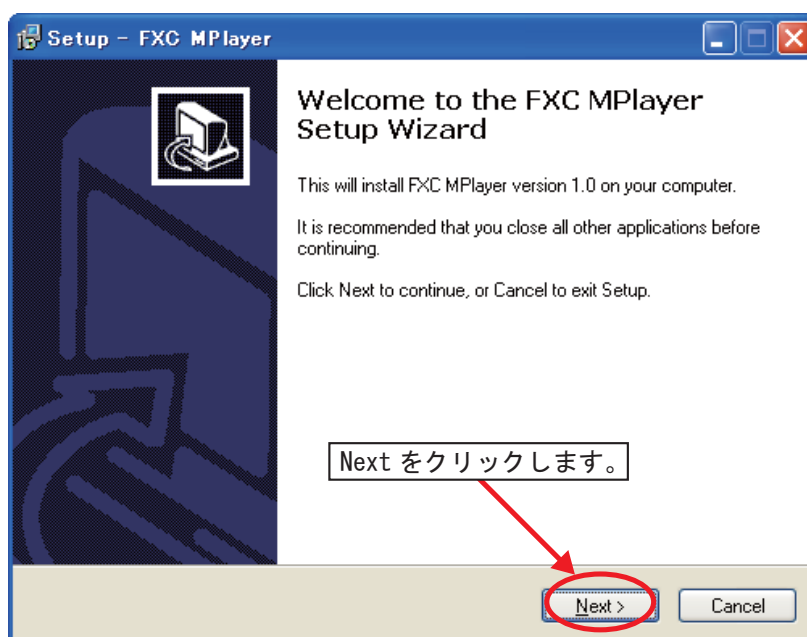 Setup - FXC MPlayer
Welcome to the FXC MPlayer
Setup Wizard
This will install FXC MPlayer version 1.0 on your computer.
It is recommended that you close all other applications before
continuing.
Click Next to continue, or Cancel to exit Setup.
Next をクリックします。
Next >
Cancel